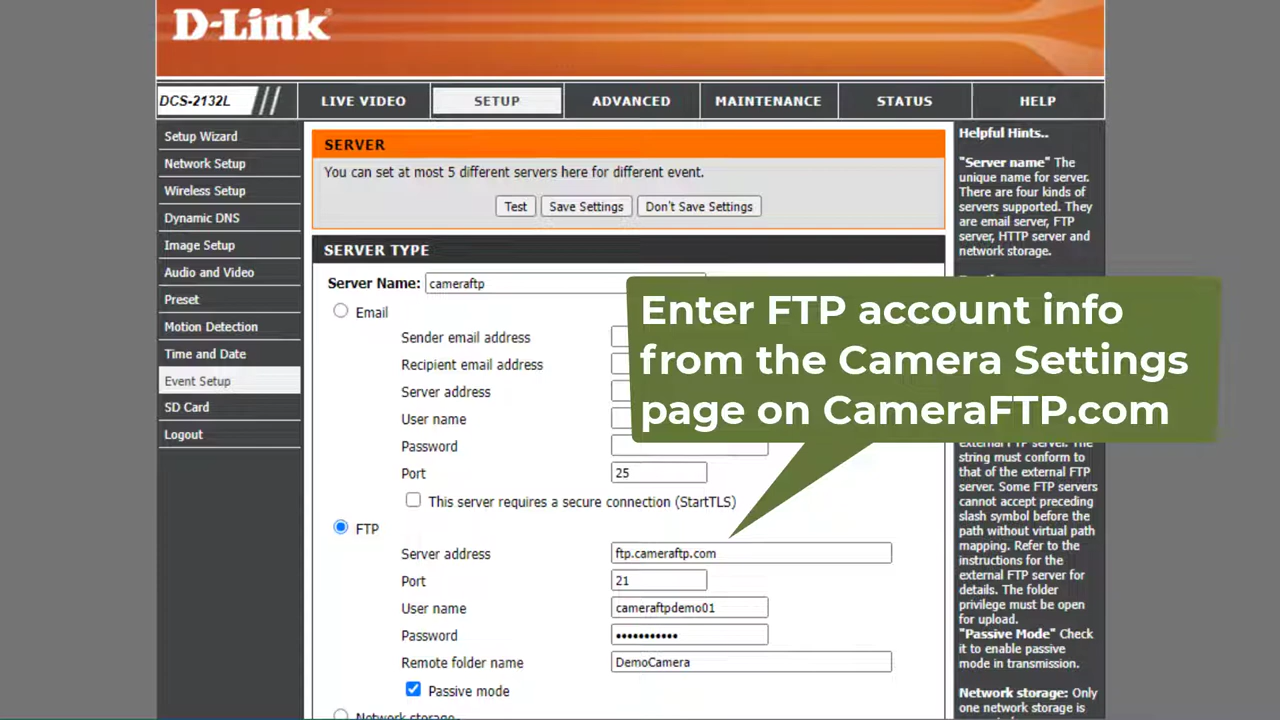 D-Link
DCS-2132L
LIVE VIDEO
SETUP
ADVANCED
MAINTENANCE
STATUS
HELP
Setup Wizard
Network Setup
Wireless Setup
Dynamic DNS
Image Setup
Audio and Video
Preset
Motion Detection
Time and Date
Event Setup
SD Card
Logout
SERVER
You can set at most 5 different servers here for different event.
Test
Save Settings
Don't Save Settings
SERVER TYPE
Server Name: cameraftp
Email
Sender email address
Recipient email address
Server address
User name
Password
Port 25
This server requires a secure connection (StartTLS)
FTP
Server address ftp.cameraftp.com
Port 21
User name cameraftpdemo01
Password •••••••••••
Remote folder name DemoCamera
Passive mode
Network storage
Enter FTP account info
from the Camera Settings
page on CameraFTP.com
Helpful Hints..
"Server name" The
unique name for server.
There are four kinds of
servers supported. They
are email server, FTP
server, HTTP server and
network storage.
external FTP server. The
string must conform to
that of the external FTP
server. Some FTP servers
cannot accept preceding
slash symbol before the
path without virtual path
mapping. Refer to the
instructions for the
external FTP server for
details. The folder
privilege must be open
for upload.
"Passive Mode" Check
it to enable passive
mode in transmission.
Network storage: Only
one network storage is